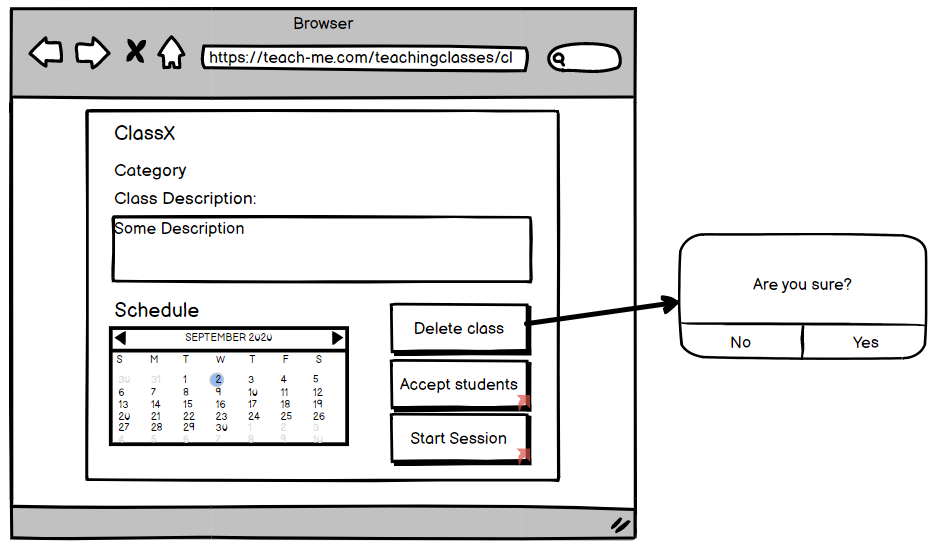 Browser
https://teach-me.com/teachingclasses/cl
ClassX
Category
Class Description:
Some Description
Schedule
SEPTEMBER 2020
S M T W T F S
30 31 1 2 3 4 5
6 7 8 9 10 11 12
13 14 15 16 17 18 19
20 21 22 23 24 25 26
27 28 29 30 1 2 3
4 5 6 7 8 9 10
Delete class
Accept students
Start Session
Are you sure?
No Yes